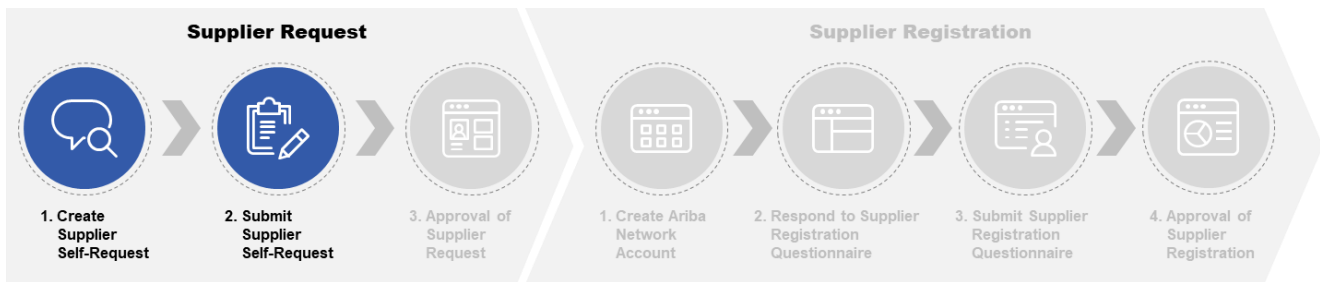 Supplier Request
1. Create
Supplier
Self-Request
2. Submit
Supplier
Self-Request
3. Approval of
Supplier
Request
Supplier Registration
1. Create Ariba
Network
Account
2. Respond to Supplier
Registration
Questionnaire
3. Submit Supplier
Registration
Questionnaire
4. Approval of
Supplier
Registration